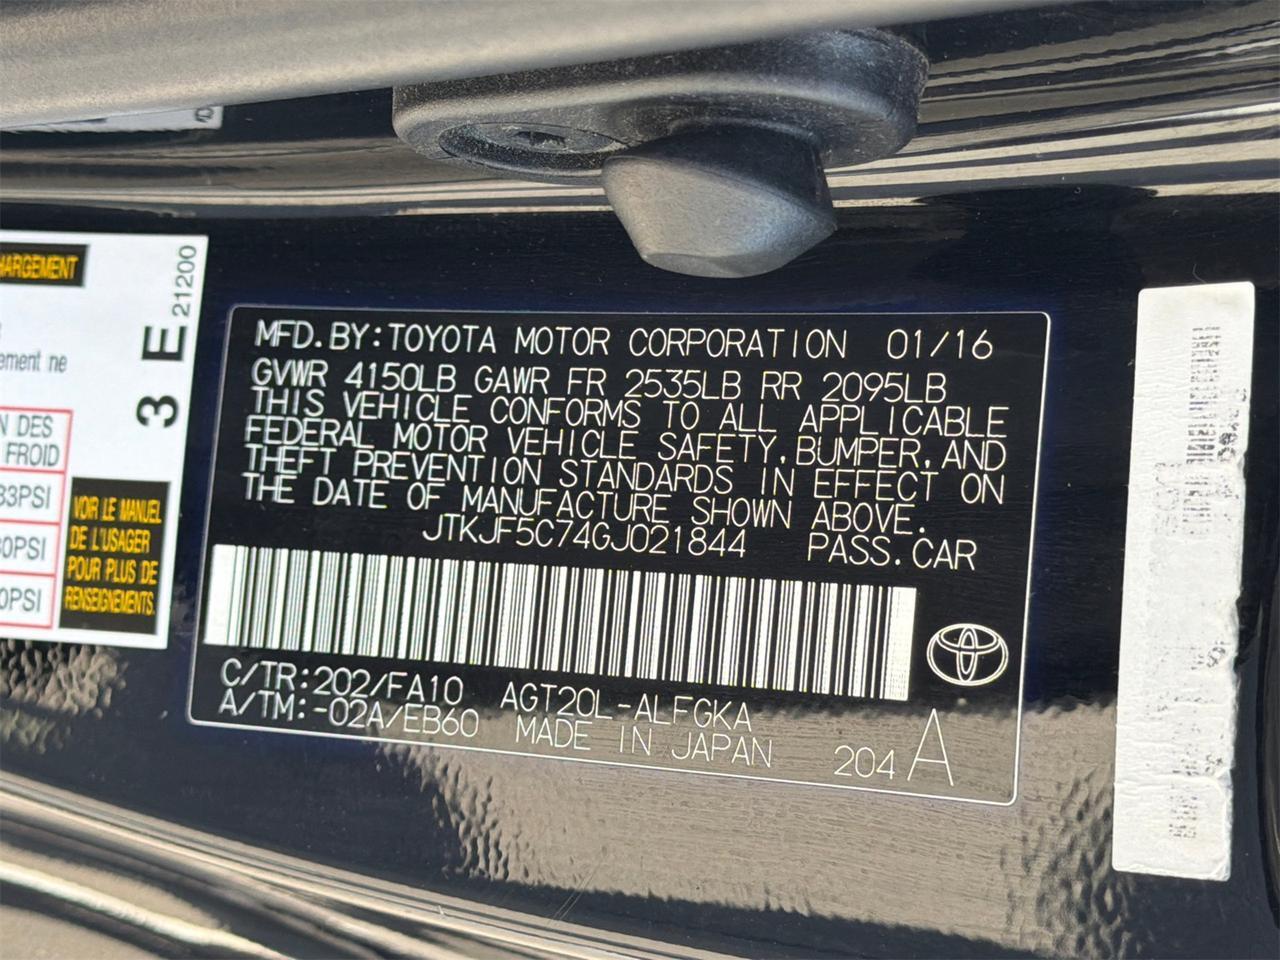 HARGEMENT
ement ne
N DES
FROID
33PSI
0PSI
0PSI
VOIR LE MANUEL
DE L'USAGER
POUR PLUS DE
RENSEIGNEMENTS.
3 E
21200
MFD.BY:TOYOTA MOTOR CORPORATION 01/16
GVWR 4150LB GAWR FR 2535LB RR 2095LB
THIS VEHICLE CONFORMS TO ALL APPLICABLE
FEDERAL MOTOR VEHICLE SAFETY,BUMPER,AND
THEFT PREVENTION STANDARDS IN EFFECT ON
THE DATE OF MANUFACTURE SHOWN ABOVE.
JTKJF5C74GJ021844 PASS.CAR
C/TR:202/FA10 AGT20L-ALFGKA
A/TM:-02A/EB60 MADE IN JAPAN 204 A